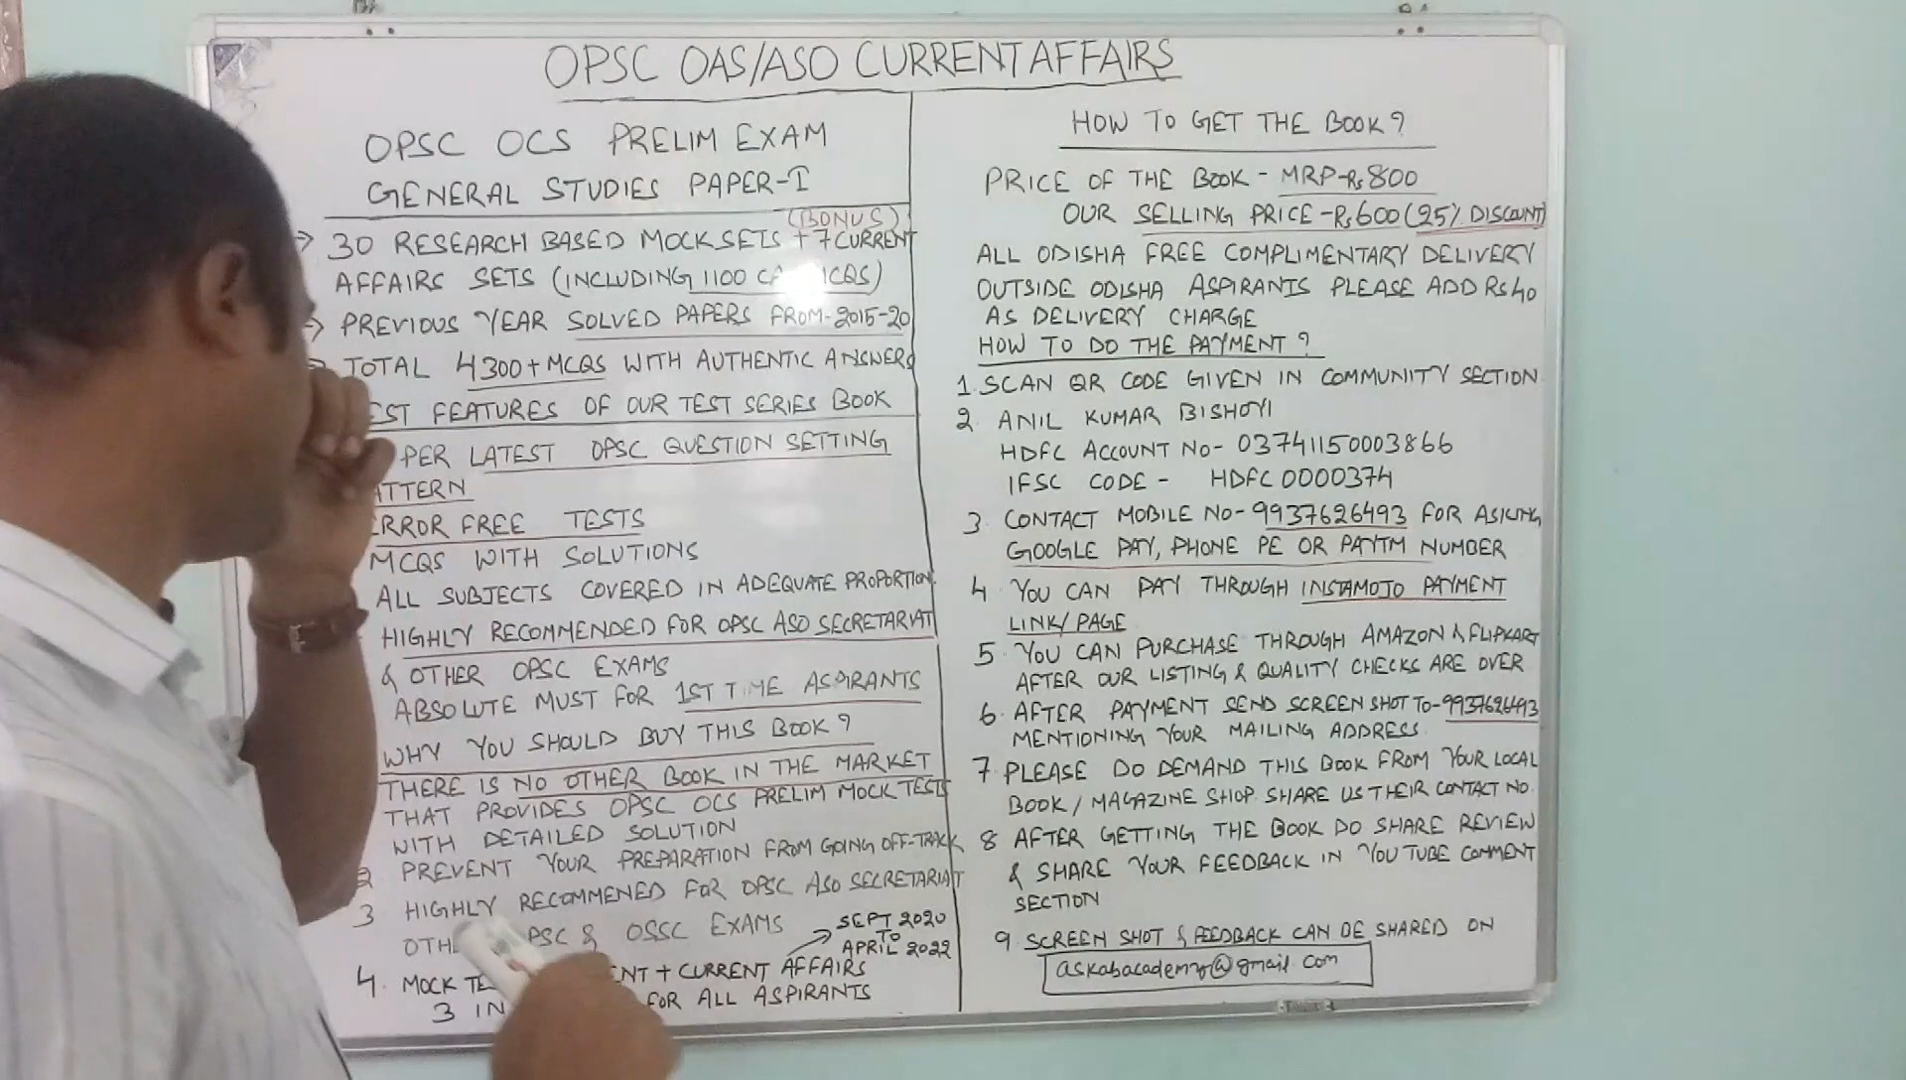 OPSC OAS/ASO CURRENT AFFAIRS
OPSC OCS PRELIM EXAM
GENERAL STUDIES PAPER-I
(BONUS)
→ 30 RESEARCH BASED MOCK SETS + 7 CURRENT
AFFAIRS SETS (INCLUDING 1100 CA
→ PREVIOUS YEAR SOLVED PAPERS FROM-2015-20
TOTAL 4300+ MCQS WITH AUTHENTIC ANSWERS
FEATURES OF OUR TEST SERIES BOOK
PER LATEST OPSC QUESTION SETTING
ERROR FREE TESTS
MCQS WITH SOLUTIONS
ALL SUBJECTS COVERED IN ADEQUATE PROPORTION.
HIGHLY RECOMMENDED FOR OPSC ASO SECRETARIAT
& OTHER OPSC EXAMS
ABSOLUTE MUST FOR 1ST TIME ASPIRANTS
WHY YOU SHOULD BUY THIS BOOK?
THERE IS NO OTHER BOOK IN THE MARKET
THAT PROVIDES OPSC OCS PRELIM MOCK TESTS
WITH DETAILED SOLUTION
2 PREVENT YOUR PREPARATION FROM GOING OFF-TRACK
3 HIGHLY RECOMMENED FOR OPSC ASO SECRETARIAT
& OSSC EXAMS
SEPT 2020
TO
APRIL 2022
4. MOCK + CURRENT AFFAIRS
3 IN FOR ALL ASPIRANTS
HOW TO GET THE BOOK?
PRICE OF THE BOOK - MRP-Rs 800
OUR SELLING PRICE -Rs 600 (25% DISCOUNT)
ALL ODISHA FREE COMPLIMENTARY DELIVERY
OUTSIDE ODISHA ASPIRANTS PLEASE ADD Rs 40
AS DELIVERY CHARGE
HOW TO DO THE PAYMENT?
1. SCAN QR CODE GIVEN IN COMMUNITY SECTION
2. ANIL KUMAR BISHOYI
HDFC ACCOUNT NO- 03741150003866
IFSC CODE - HDFC0000374
3. CONTACT MOBILE NO-9937626493 FOR ASKING
GOOGLE PAY, PHONE PE OR PAYTM NUMBER
4 YOU CAN PAY THROUGH INSTAMOJO PAYMENT
LINK/PAGE
5 YOU CAN PURCHASE THROUGH AMAZON & FLIPKART
AFTER OUR LISTING & QUALITY CHECKS ARE OVER
6. AFTER PAYMENT SEND SCREEN SHOT TO-9937626493
MENTIONING YOUR MAILING ADDRESS.
7. PLEASE DO DEMAND THIS BOOK FROM YOUR LOCAL
BOOK/MAGAZINE SHOP. SHARE US THEIR CONTACT NO.
8 AFTER GETTING THE BOOK DO SHARE REVIEW
& SHARE YOUR FEEDBACK IN YOUTUBE COMMENT
SECTION
9. SCREEN SHOT & FEEDBACK CAN BE SHARED ON
askabacademy@gmail.com